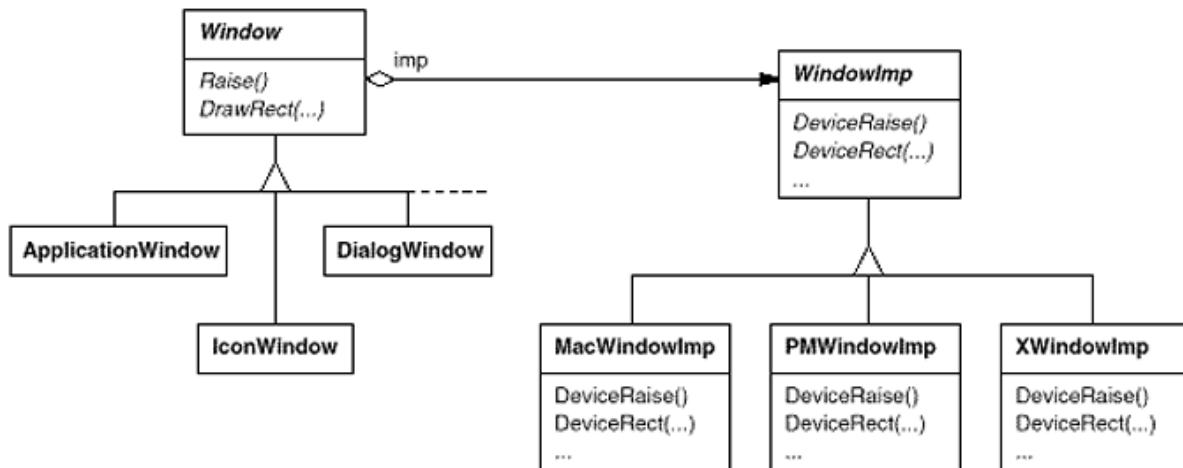 Window
Raise()
DrawRect(...)
imp
WindowImp
DeviceRaise()
DeviceRect(...)
...
ApplicationWindow
DialogWindow
IconWindow
MacWindowImp
DeviceRaise()
DeviceRect(...)
...
PMWindowImp
DeviceRaise()
DeviceRect(...)
...
XWindowImp
DeviceRaise()
DeviceRect(...)
...